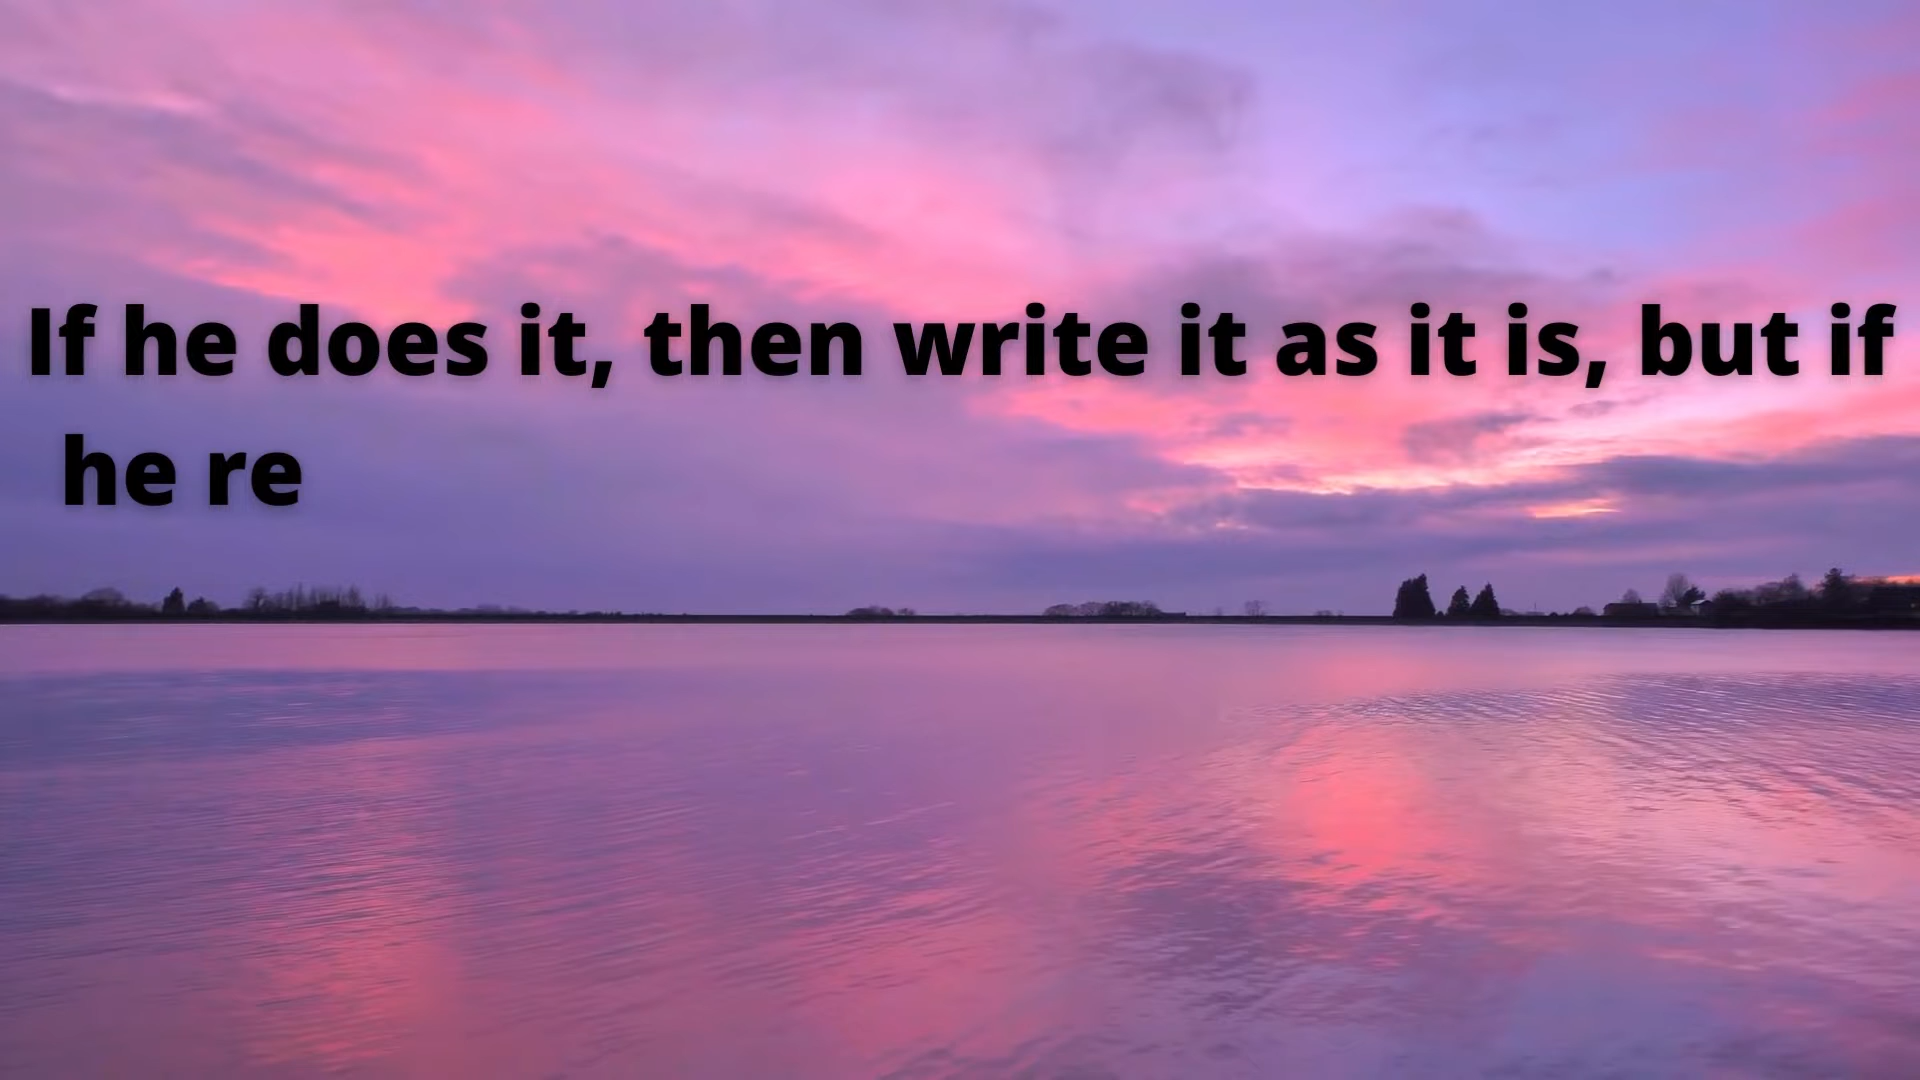 If he does it, then write it as it is, but if
he re